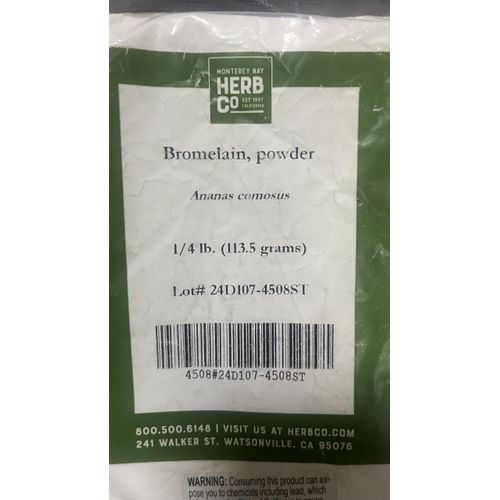 MONTEREY BAY
HERB
CO EST 1997
CALIFORNIA
Bromelain, powder
Ananas comosus
1/4 lb. (113.5 grams)
Lot# 24D107-4508ST
4508#24D107-4508ST
800.500.6148 | VISIT US AT HERBCO.COM
241 WALKER ST. WATSONVILLE, CA 95076
WARNING: Consuming this product can ex-
pose you to chemicals including lead, which